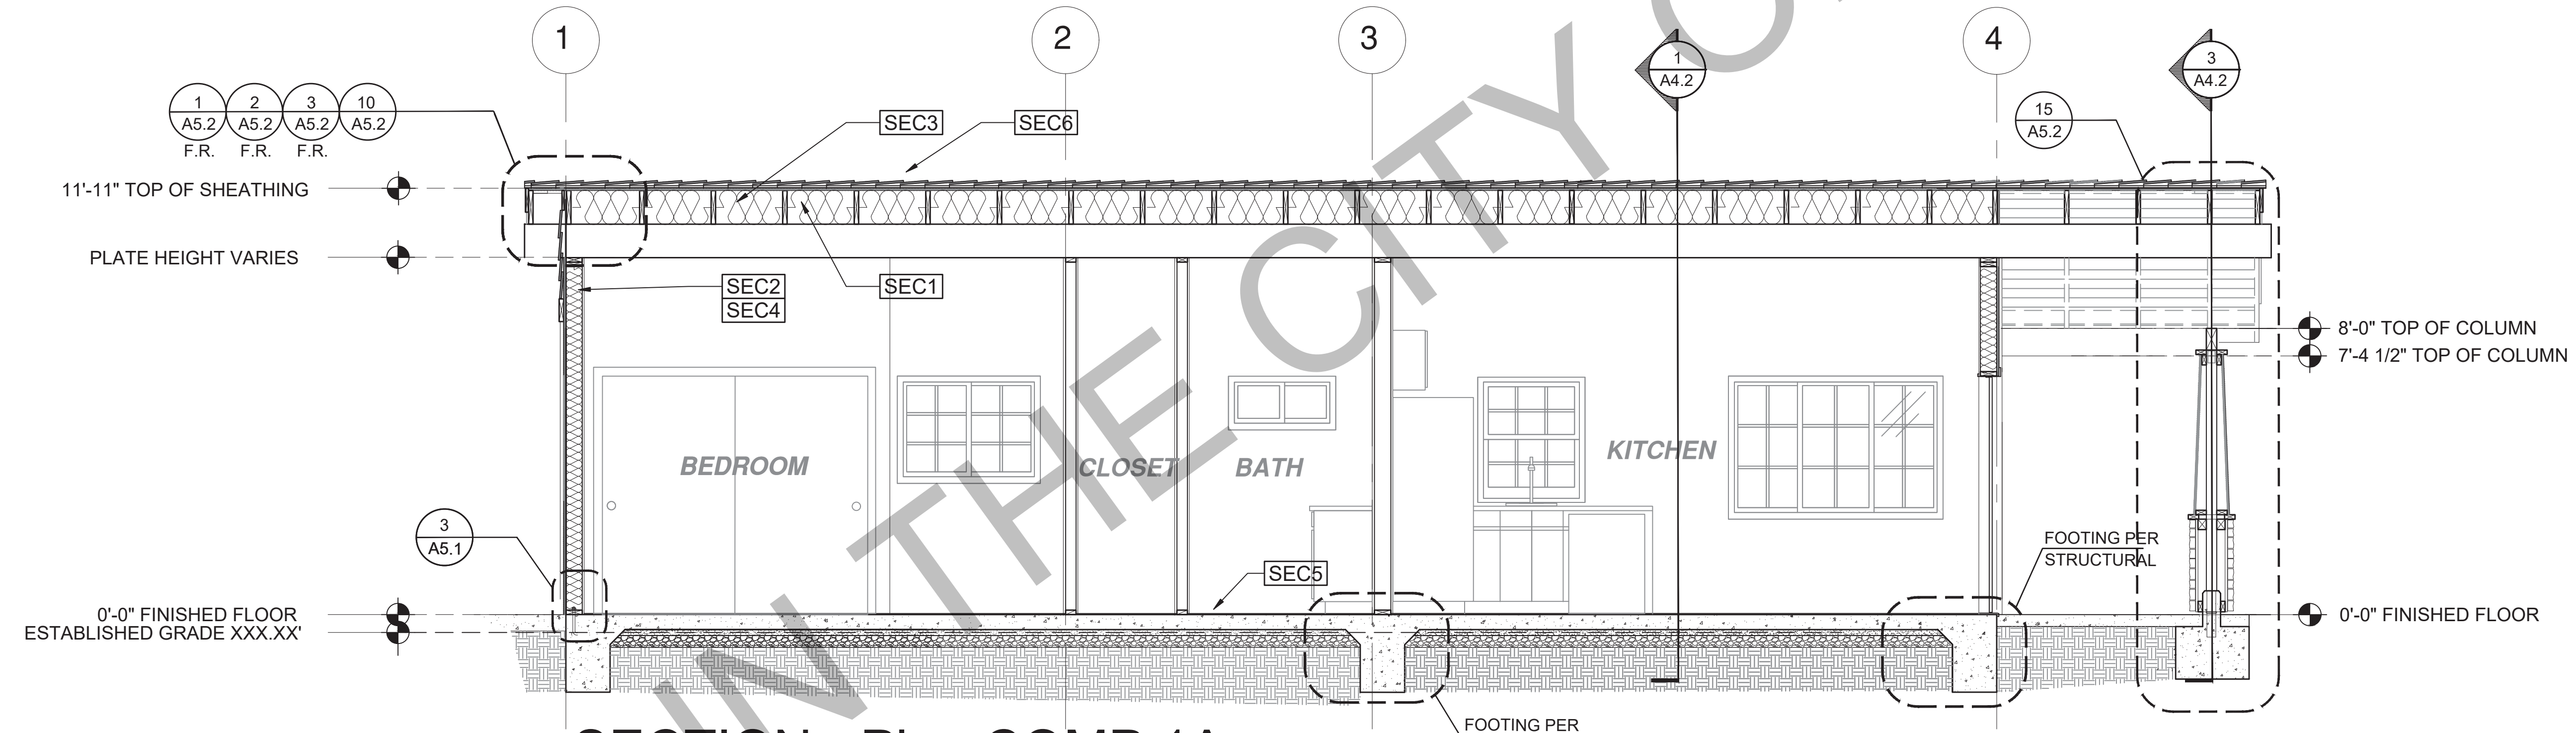 1
2
3
4
1
A4.2
3
A4.2
1
A5.2
F.R.
2
A5.2
F.R.
3
A5.2
F.R.
10
A5.2
15
A5.2
SEC3
SEC6
11'-11" TOP OF SHEATHING
PLATE HEIGHT VARIES
SEC2
SEC4
SEC1
8'-0" TOP OF COLUMN
7'-4 1/2" TOP OF COLUMN
BEDROOM
CLOSET
BATH
KITCHEN
3
A5.1
SEC5
FOOTING PER
STRUCTURAL
0'-0" FINISHED FLOOR
ESTABLISHED GRADE XXX.XX'
0'-0" FINISHED FLOOR
FOOTING PER
IN THE CITY